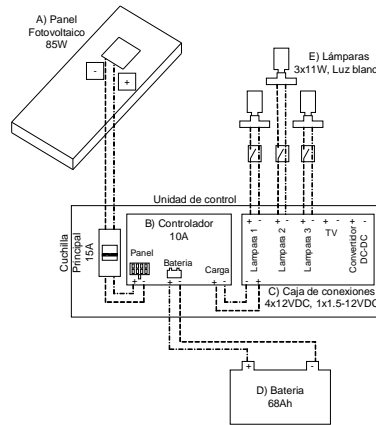 A) Panel
Fotovoltaico
85W
-
+
E) Lámparas
3x11W, Luz blanc
Unidad de control
Cuchilla
Principal
15A
B) Controlador
10A
Panel
Bateria
Carga
+ -
+ -
+ -
+ - + - + - + - + -
Lampara 1
Lampara 2
Lampara 3
TV
Convertidor
DC-DC
- +
C) Caja de conexiones
4x12VDC, 1x1.5-12VDC
+ -
D) Bateria
68Ah